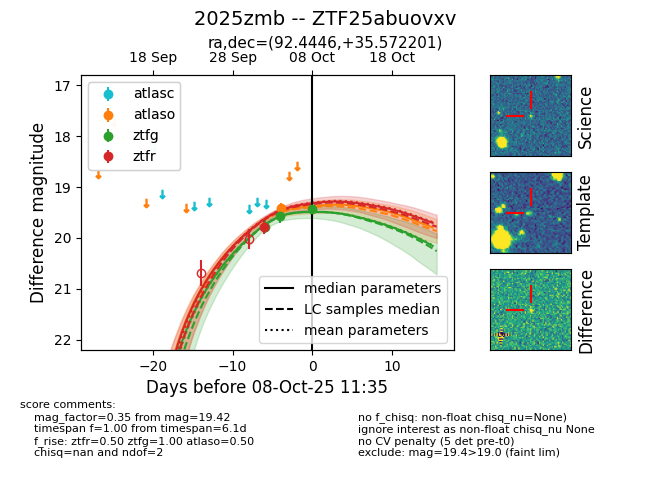 2025zmb -- ZTF25abuovxv
ra,dec=(92.4446,+35.572201)
18 Sep 28 Sep 08 Oct 18 Oct
17
18
19
20
21
22
Difference magnitude
atlasc
atlaso
ztfg
ztfr
median parameters
LC samples median
mean parameters
−20 −10 0 10
Days before 08-Oct-25 11:35
Science
Template
Difference
score comments:
mag_factor=0.35 from mag=19.42
timespan f=1.00 from timespan=6.1d
f_rise: ztfr=0.50 ztfg=1.00 atlaso=0.50
chisq=nan and ndof=2
no f_chisq: non-float chisq_nu=None)
ignore interest as non-float chisq_nu None
no CV penalty (5 det pre-t0)
exclude: mag=19.4>19.0 (faint lim)